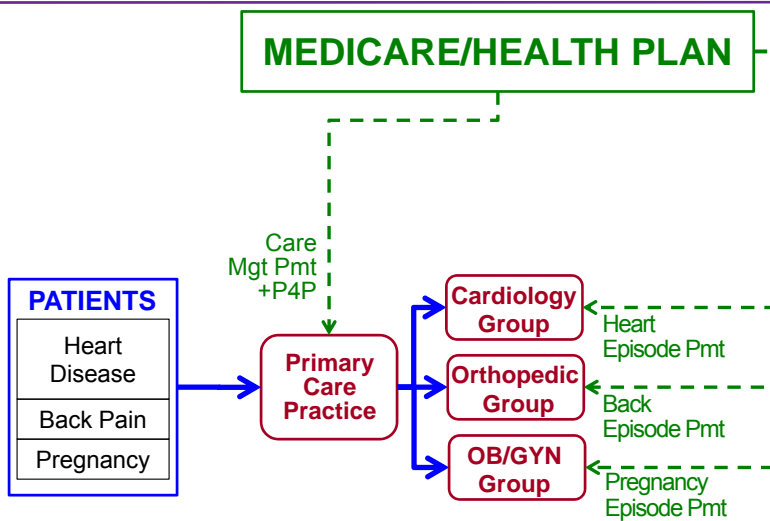 MEDICARE/HEALTH PLAN
Care
Mgt Pmt
+P4P
PATIENTS
Heart
Disease
Back Pain
Pregnancy
Primary
Care
Practice
Cardiology
Group
Heart
Episode Pmt
Orthopedic
Group
Back
Episode Pmt
OB/GYN
Group
Pregnancy
Episode Pmt